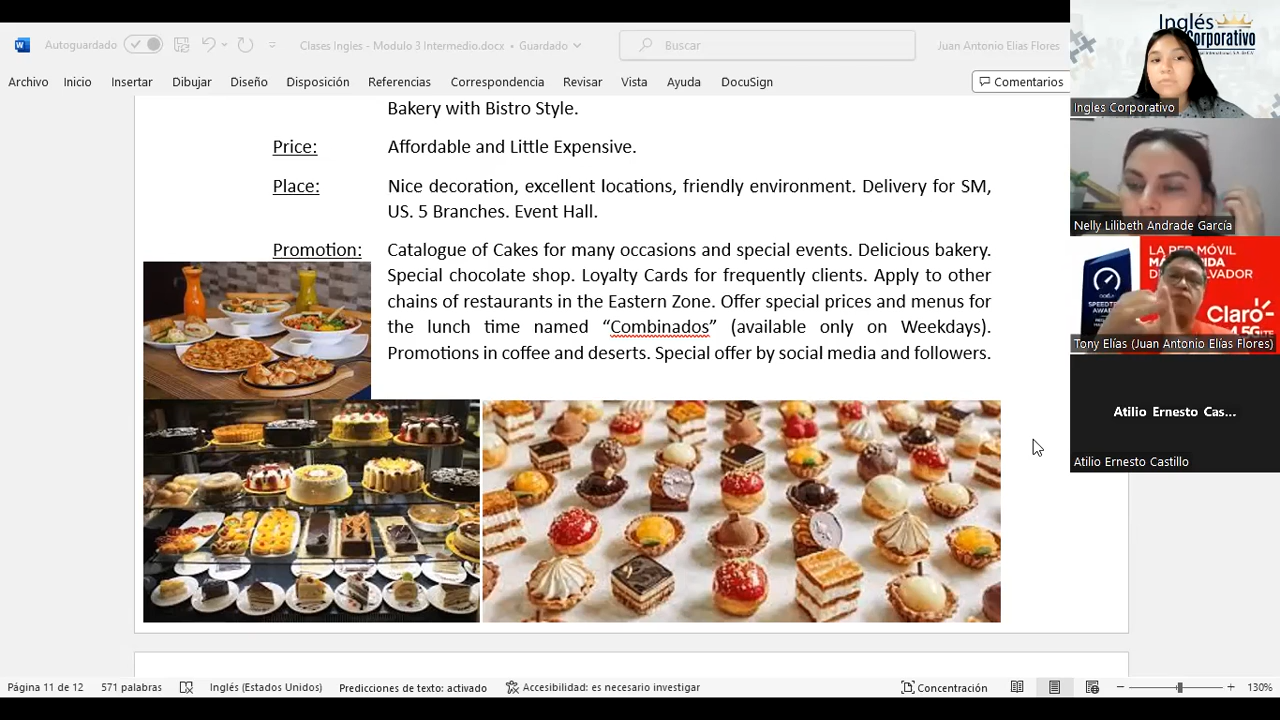 Autoguardado
Clases Ingles - Modulo 3 Intermedio.docx • Guardado
Buscar
Juan Antonio Elias Flores
Archivo Inicio Insertar Dibujar Diseño Disposición Referencias Correspondencia Revisar Vista Ayuda DocuSign
Comentarios
Bakery with Bistro Style.
Price: Affordable and Little Expensive.
Place: Nice decoration, excellent locations, friendly environment. Delivery for SM,
US. 5 Branches. Event Hall.
Promotion: Catalogue of Cakes for many occasions and special events. Delicious bakery.
Special chocolate shop. Loyalty Cards for frequently clients. Apply to other
chains of restaurants in the Eastern Zone. Offer special prices and menus for
the lunch time named “Combinados” (available only on Weekdays).
Promotions in coffee and deserts. Special offer by social media and followers.
Inglés
Corporativo
Ingles Corporativo
Nelly Lilibeth Andrade García
LA RED MÓVIL
Claro
Tony Elías (Juan Antonio Elías Flores)
Atilio Ernesto Cas...
Atilio Ernesto Castillo
Página 11 de 12 571 palabras Inglés (Estados Unidos) Predicciones de texto: activado Accesibilidad: es necesario investigar Concentración 130%